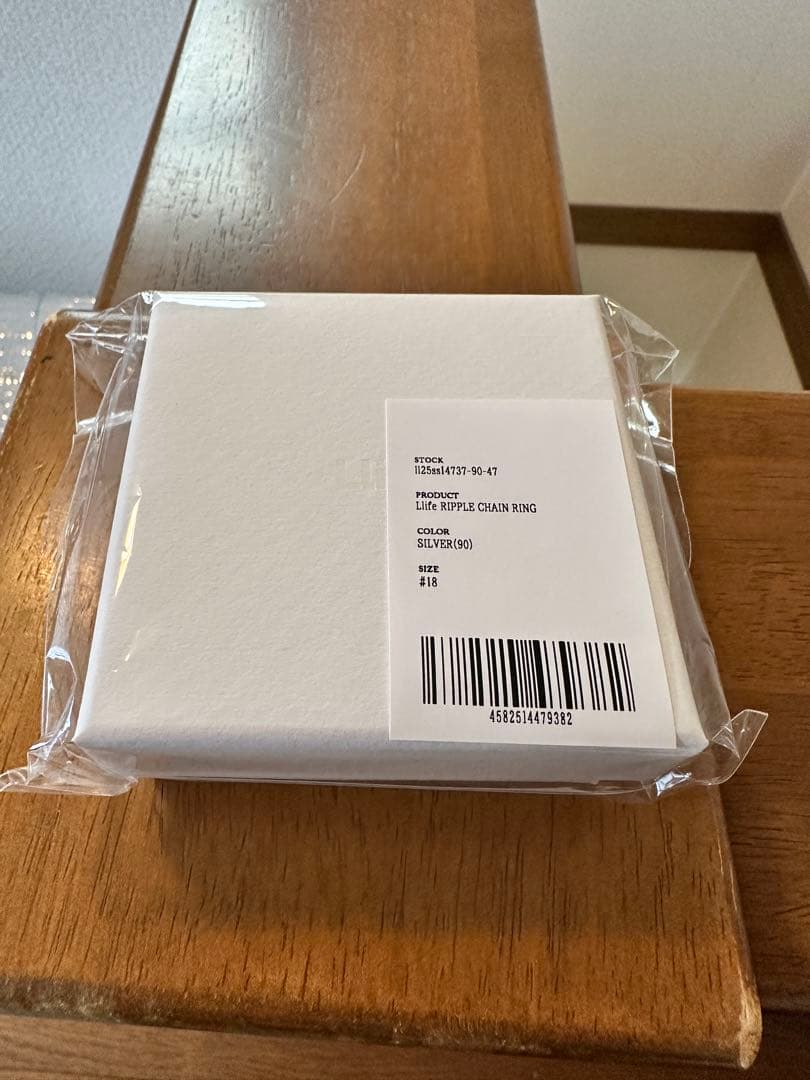 STOCK
ll25ss14737-90-47
PRODUCT
Llife RIPPLE CHAIN RING
COLOR
SILVER(90)
SIZE
#18
4582514479382